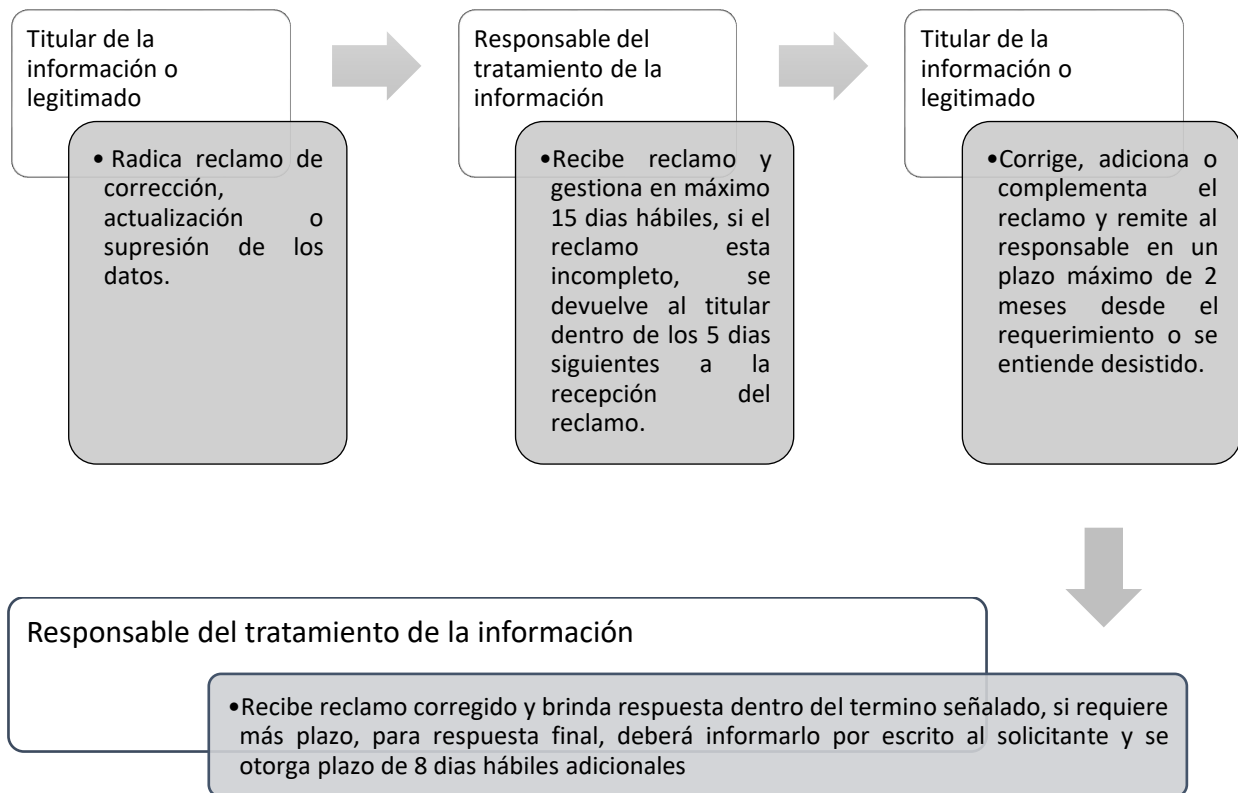 Titular de la
información o
legitimado
• Radica reclamo de
corrección,
actualización o
supresión de los
datos.
Responsable del
tratamiento de la
información
•Recibe reclamo y
gestiona en máximo
15 dias hábiles, si el
reclamo esta
incompleto, se
devuelve al titular
dentro de los 5 dias
siguientes a la
recepción del
reclamo.
Titular de la
información o
legitimado
•Corrige, adiciona o
complementa el
reclamo y remite al
responsable en un
plazo máximo de 2
meses desde el
requerimiento o se
entiende desistido.
Responsable del tratamiento de la información
•Recibe reclamo corregido y brinda respuesta dentro del termino señalado, si requiere
más plazo, para respuesta final, deberá informarlo por escrito al solicitante y se
otorga plazo de 8 dias hábiles adicionales